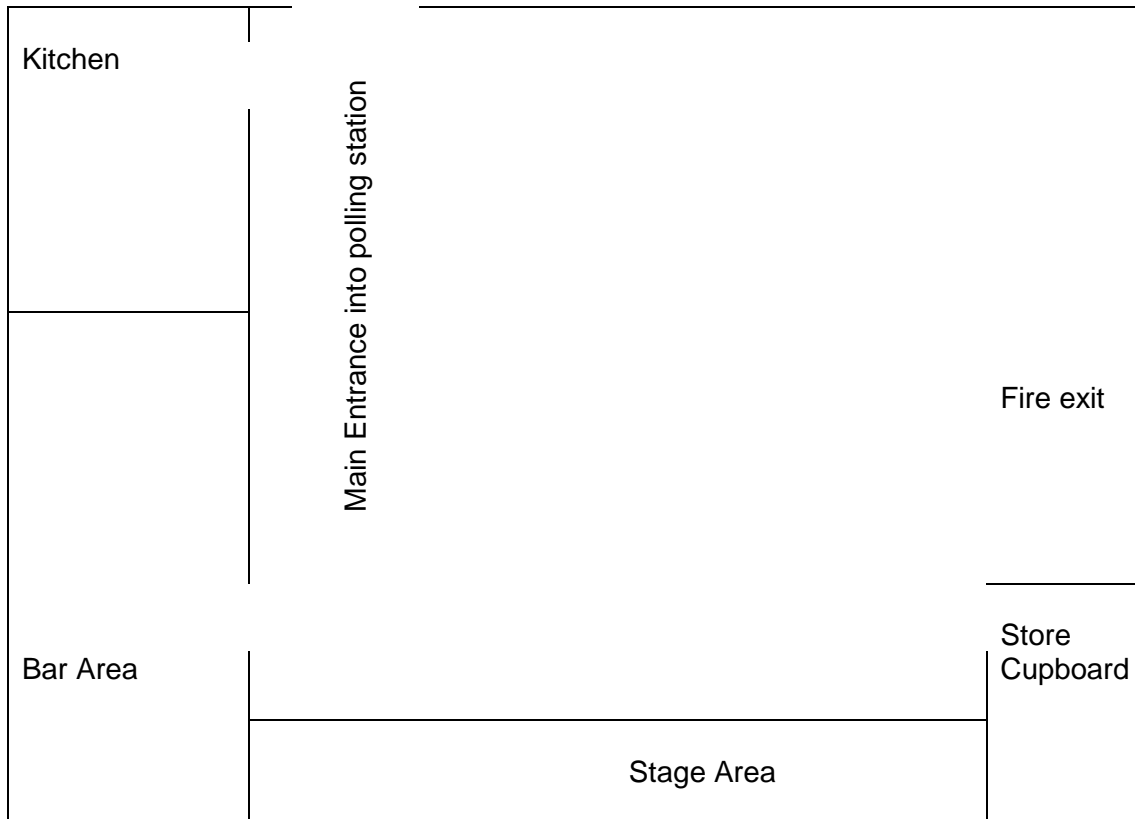 Kitchen
Main Entrance into polling station
Fire exit
Store
Cupboard
Bar Area
Stage Area